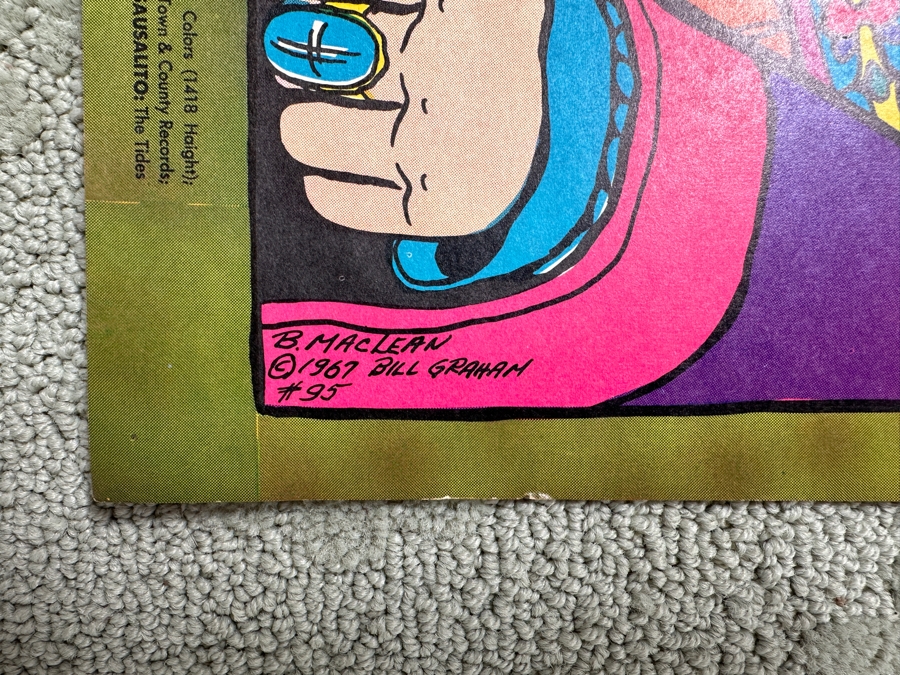 Colors (1418 Haight);
Town & County Records;
SAUSALITO: The Tides
B. MACLEAN
© 1967 BILL GRAHAM
#95